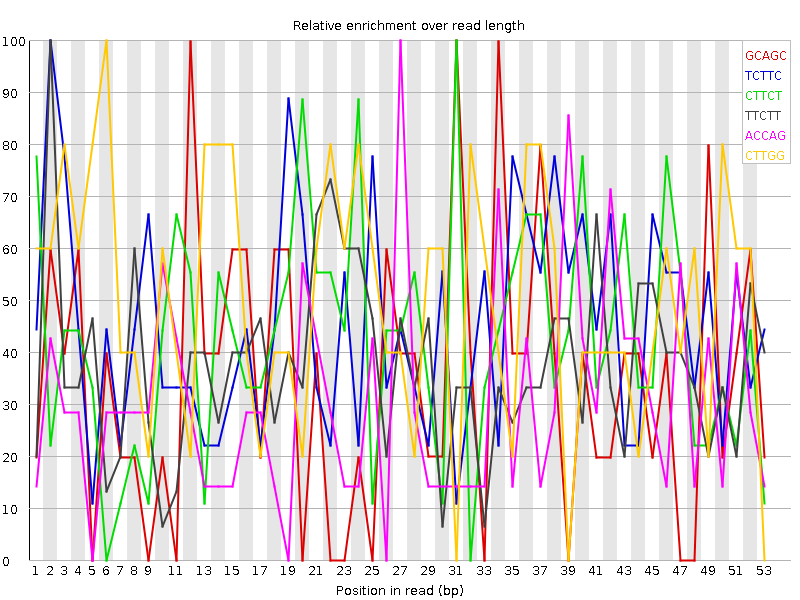 Relative enrichment over read length
100
90
80
70
60
50
40
30
20
10
0
GCAGC
TCTTC
CTTCT
TTCTT
ACCAG
CTTGG
1 2 3 4 5 6 7 8 9 11 13 15 17 19 21 23 25 27 29 31 33 35 37 39 41 43 45 47 49 51 53
Position in read (bp)